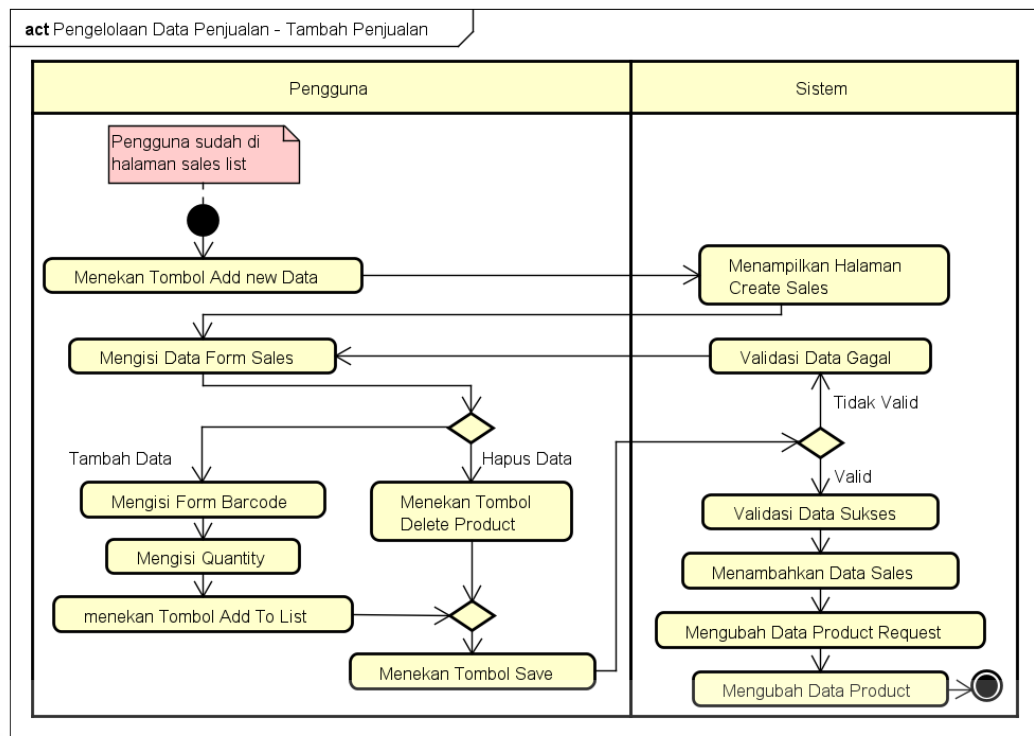 act Pengelolaan Data Penjualan - Tambah Penjualan
Pengguna
Sistem
Pengguna sudah di
halaman sales list
Menekan Tombol Add new Data
Menampilkan Halaman
Create Sales
Mengisi Data Form Sales
Validasi Data Gagal
Tidak Valid
Tambah Data
Hapus Data
Valid
Mengisi Form Barcode
Menekan Tombol
Delete Product
Validasi Data Sukses
Mengisi Quantity
Menambahkan Data Sales
menekan Tombol Add To List
Mengubah Data Product Request
Menekan Tombol Save
Mengubah Data Product